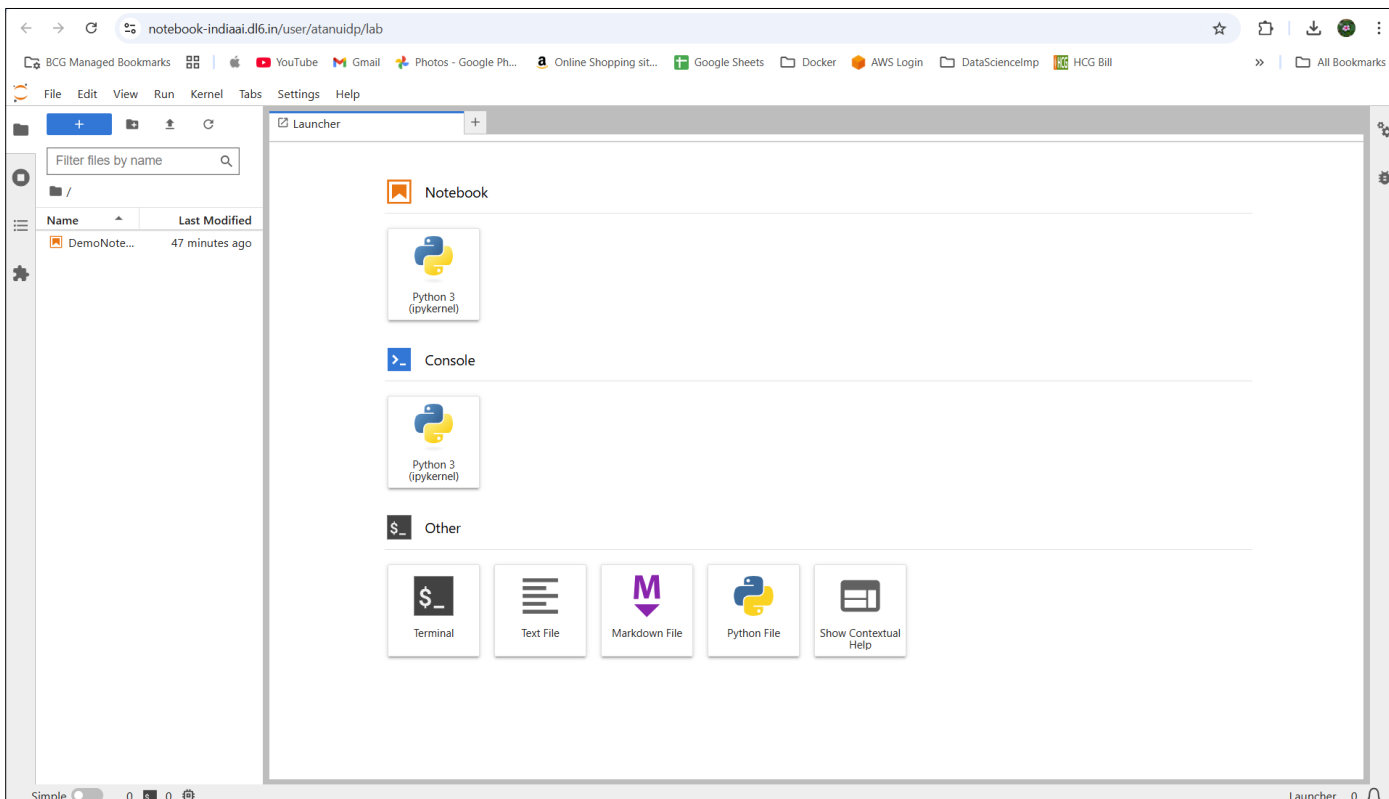 notebook-indiaai.dl6.in/user/atanuidp/lab
BCG Managed Bookmarks YouTube Gmail Photos - Google Ph... Online Shopping sit... Google Sheets Docker AWS Login DataScienceImp HCG Bill » All Bookmarks
File Edit View Run Kernel Tabs Settings Help
+ Launcher +
Filter files by name
/
Name Last Modified
DemoNote... 47 minutes ago
Notebook
Python 3
(ipykernel)
Console
Python 3
(ipykernel)
$_ Other
$_ M
Terminal Text File Markdown File Python File Show Contextual
Help
Simple 0 $_ 0 Launcher 0